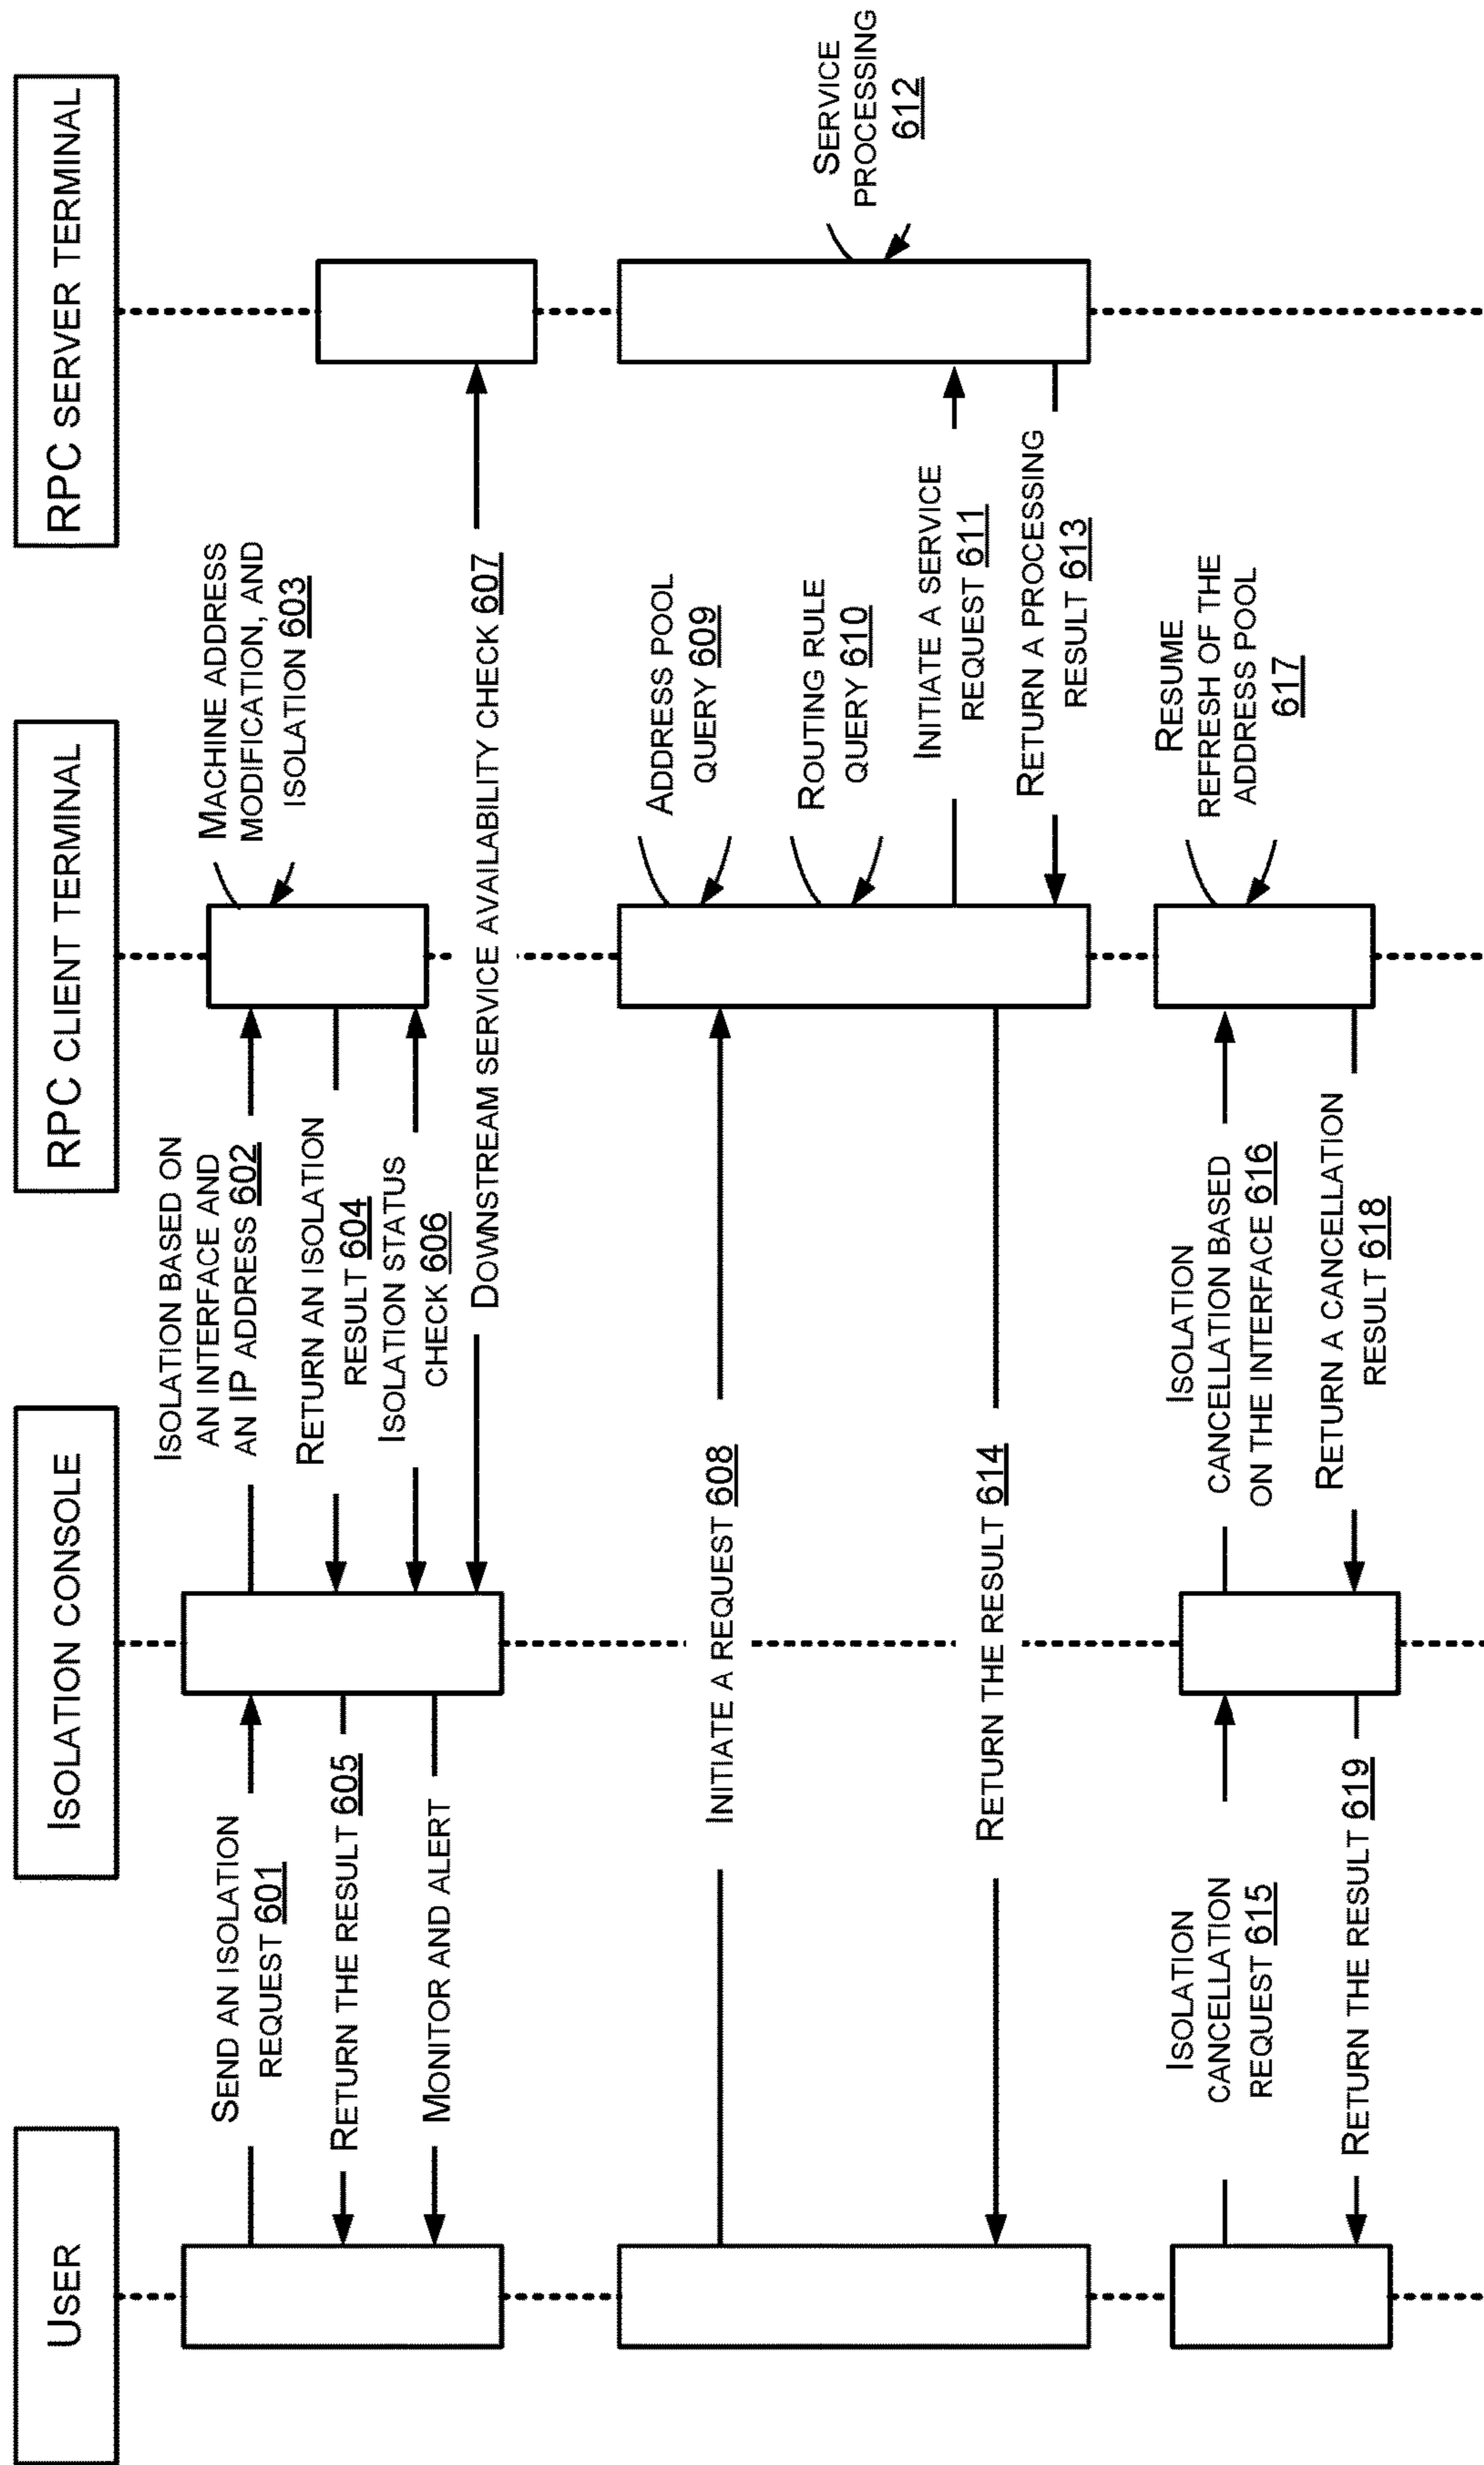 USER
ISOLATION CONSOLE
RPC CLIENT TERMINAL
RPC SERVER TERMINAL
SEND AN ISOLATION
REQUEST 601
ISOLATION BASED ON
AN INTERFACE AND
AN IP ADDRESS 602
MACHINE ADDRESS
MODIFICATION, AND
ISOLATION 603
RETURN AN ISOLATION
RESULT 604
RETURN THE RESULT 605
ISOLATION STATUS
CHECK 606
MONITOR AND ALERT
DOWNSTREAM SERVICE AVAILABILITY CHECK 607
INITIATE A REQUEST 608
ADDRESS POOL
QUERY 609
ROUTING RULE
QUERY 610
INITIATE A SERVICE
REQUEST 611
SERVICE
PROCESSING
612
RETURN A PROCESSING
RESULT 613
RETURN THE RESULT 614
ISOLATION
CANCELLATION
REQUEST 615
ISOLATION
CANCELLATION BASED
ON THE INTERFACE 616
RESUME
REFRESH OF THE
ADDRESS POOL
617
RETURN A CANCELLATION
RESULT 618
RETURN THE RESULT 619